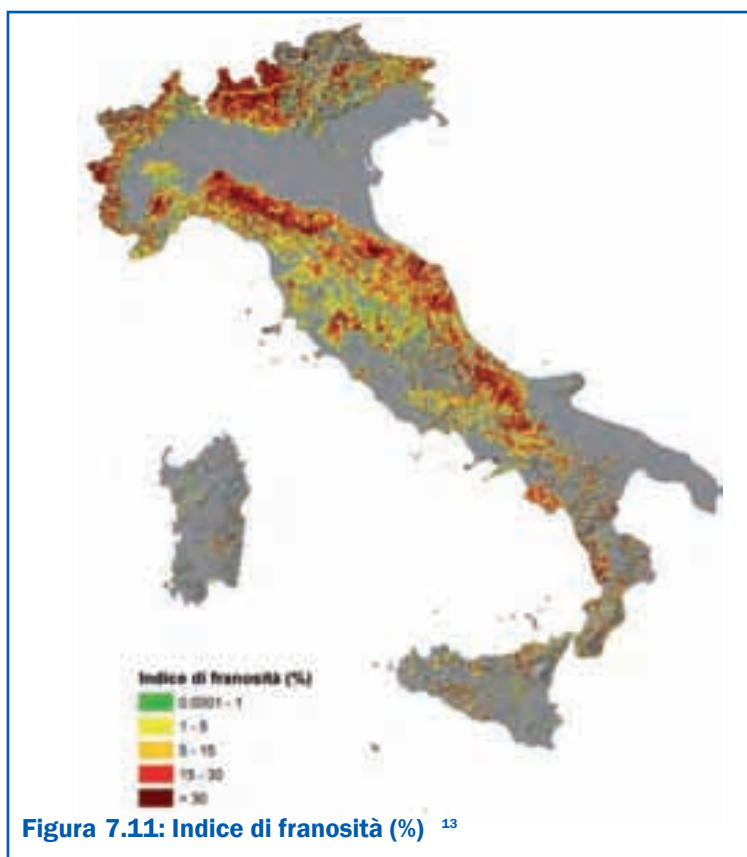 Indice di franosità (%)
0.0001 - 1
1 - 5
5 - 15
15 - 30
> 30
Figura 7.11: Indice di franosità (%) 13